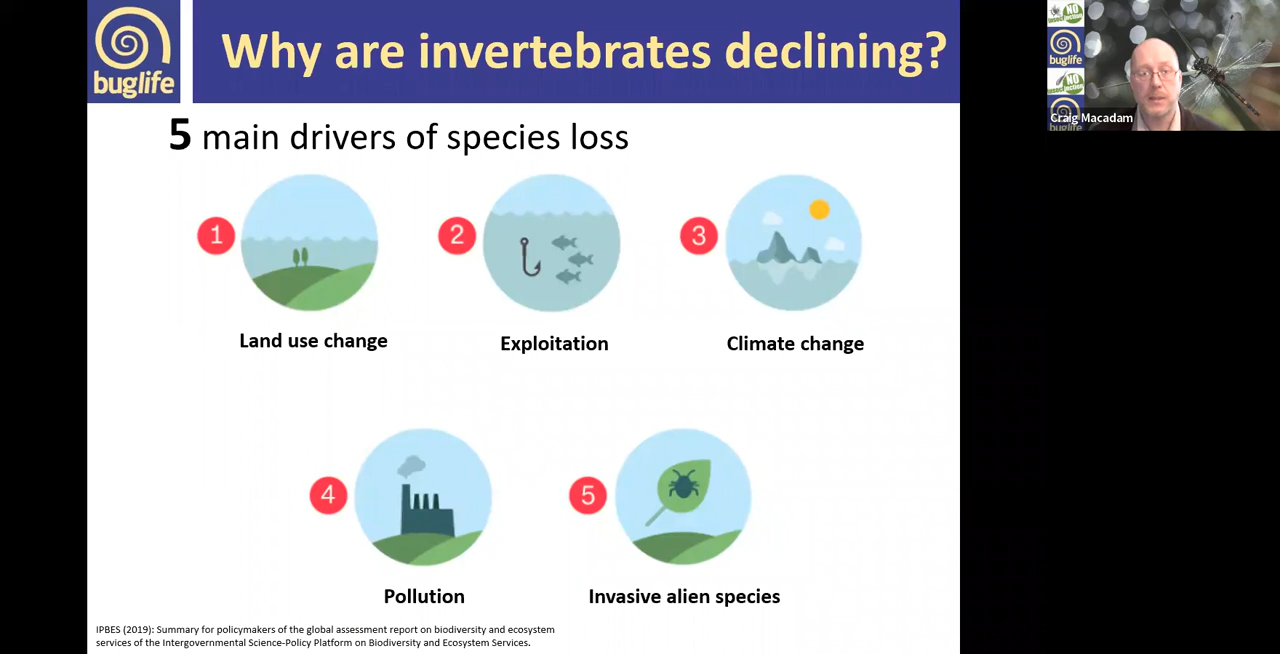 buglife
Why are invertebrates declining?
5 main drivers of species loss
1
2
3
Land use change
Exploitation
Climate change
4
5
Pollution
Invasive alien species
IPBES (2019): Summary for policymakers of the global assessment report on biodiversity and ecosystem
services of the Intergovernmental Science-Policy Platform on Biodiversity and Ecosystem Services.
NO
buglife
NO
buglife
Craig Macadam